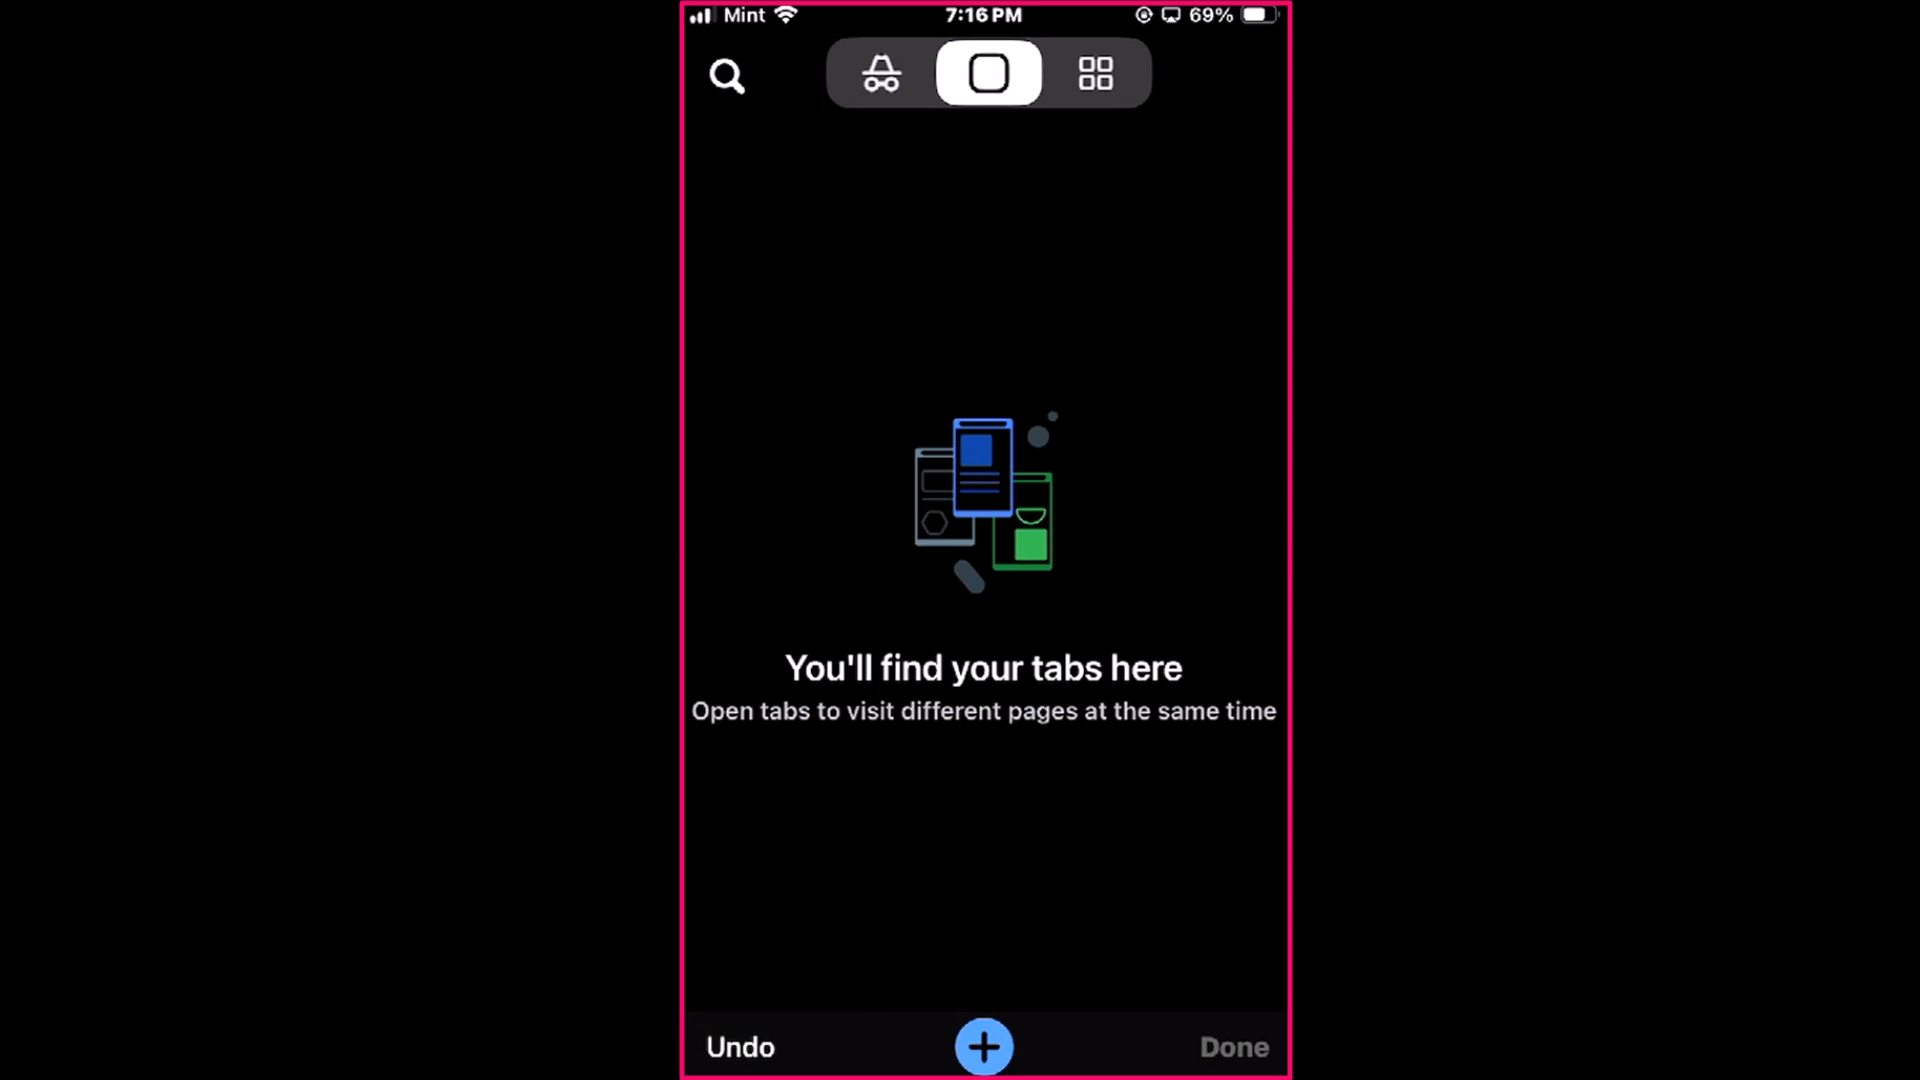 Mint 7:16 PM 69%
You'll find your tabs here
Open tabs to visit different pages at the same time
Undo Done